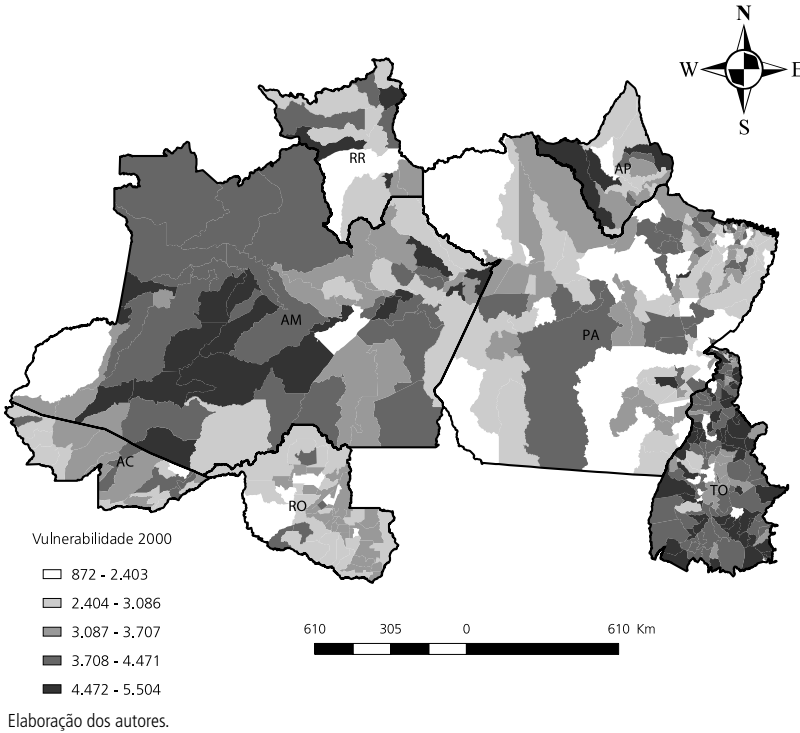 N
W E
S
RR
AP
AM
PA
AC
TO
RO
Vulnerabilidade 2000
872 - 2.403
2.404 - 3.086
3.087 - 3.707
3.708 - 4.471
4.472 - 5.504
610 305 0 610 Km
Elaboração dos autores.